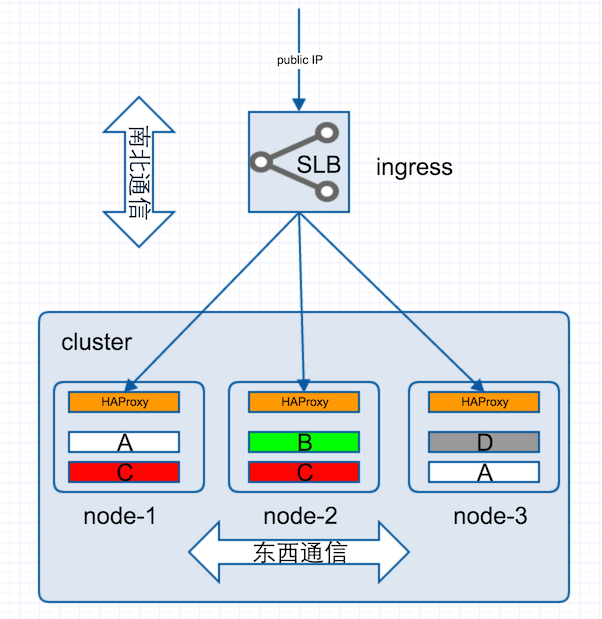 public IP
SLB
ingress
南北通信
cluster
HAProxy
A
C
node-1
HAProxy
B
C
node-2
HAProxy
D
A
node-3
东西通信